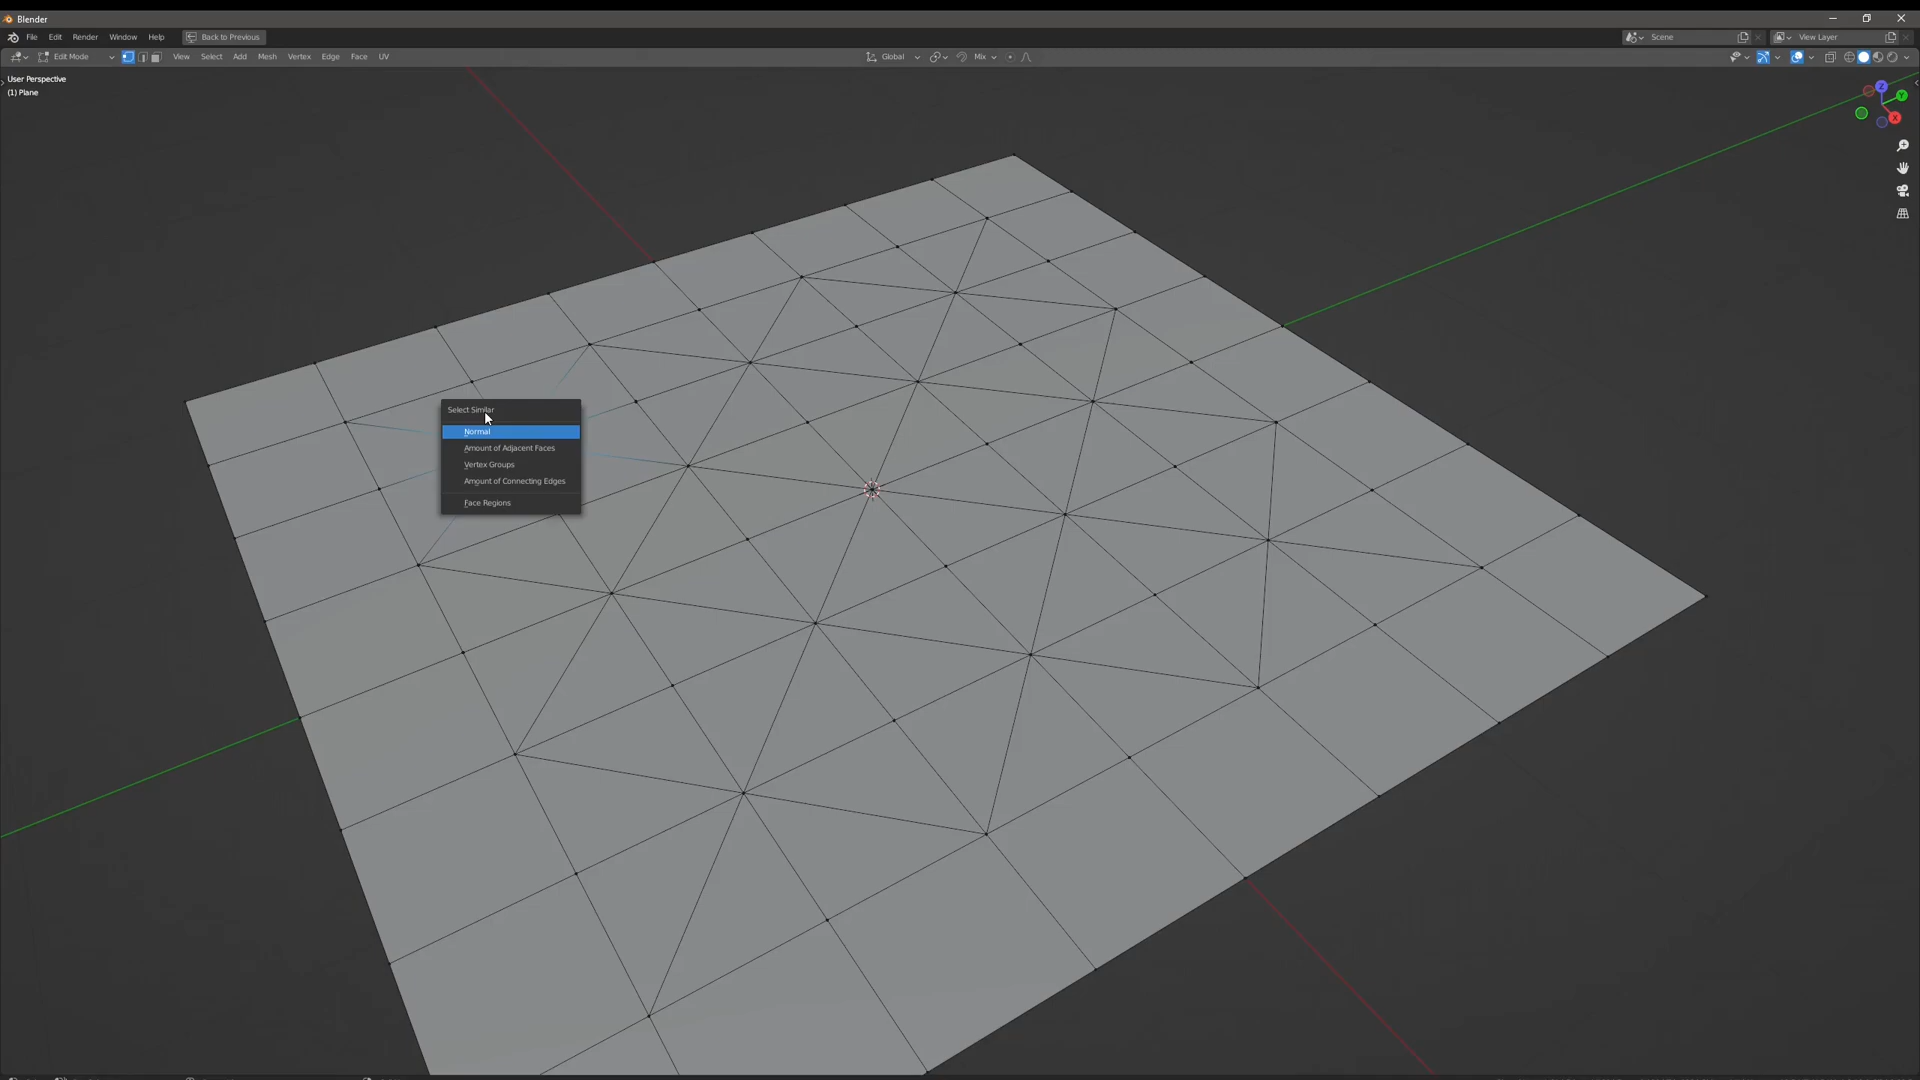 Blender
File Edit Render Window Help Back to Previous Scene View Layer
Edit Mode View Select Add Mesh Vertex Edge Face UV Global Mix
User Perspective
(1) Plane
Z
Y
X
Select Similar
Normal
Amount of Adjacent Faces
Vertex Groups
Amount of Connecting Edges
Face Regions